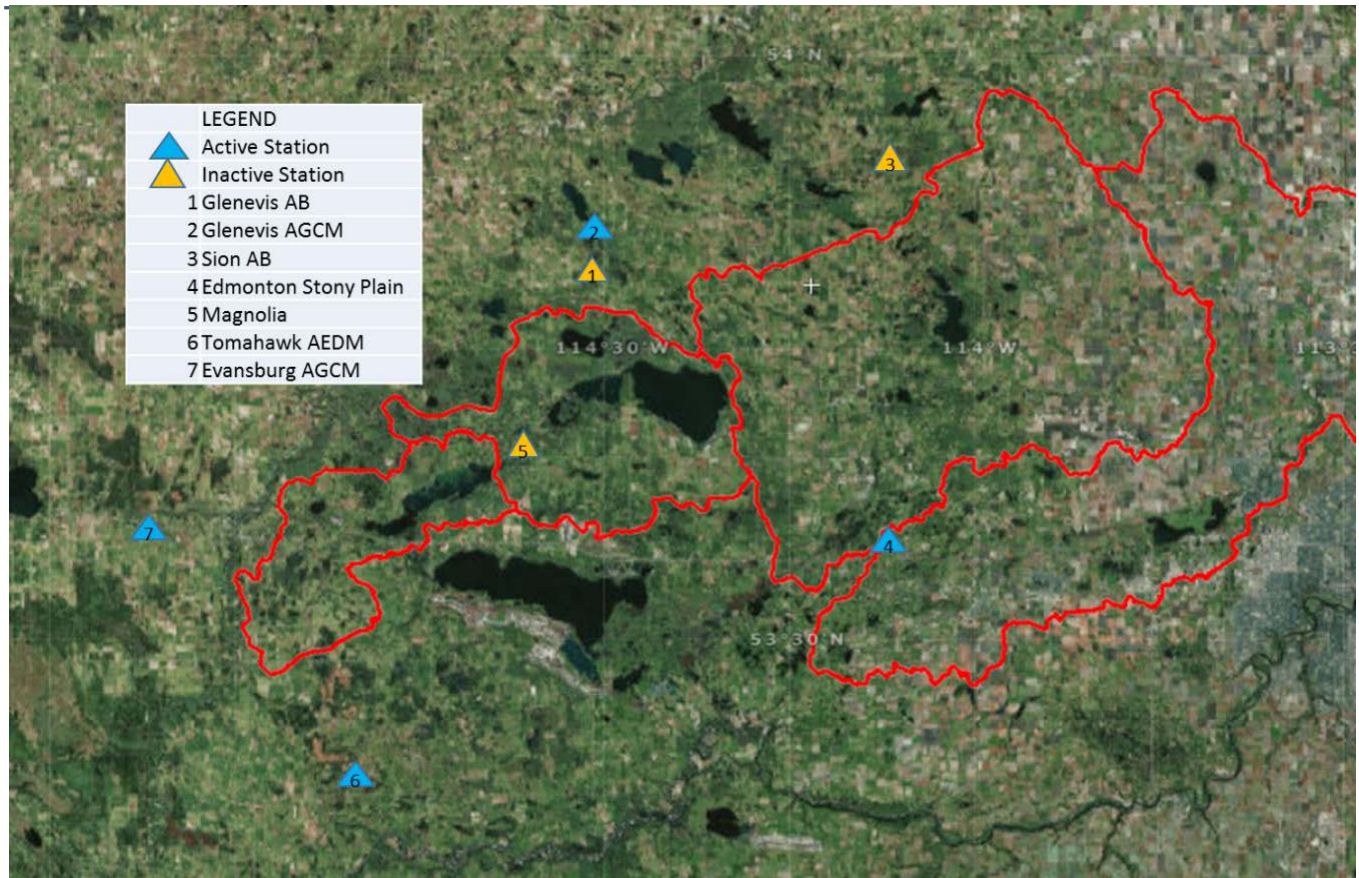 54 N
LEGEND
Active Station
Inactive Station
1 Glenevis AB
2 Glenevis AGCM
3 Sion AB
4 Edmonton Stony Plain
5 Magnolia
6 Tomahawk AEDM
7 Evansburg AGCM
3
2
1
114°30' W
114° W
5
7
4
53°30 N
6